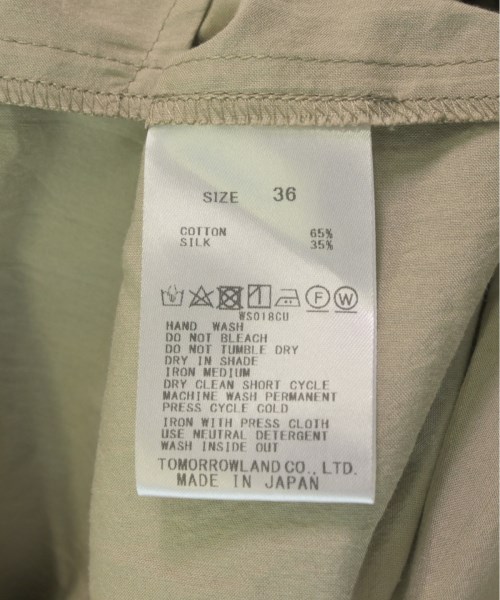 SIZE 36
COTTON 65%
SILK 35%
F W
WS018CU
HAND WASH
DO NOT BLEACH
DO NOT TUMBLE DRY
DRY IN SHADE
IRON MEDIUM
DRY CLEAN SHORT CYCLE
MACHINE WASH PERMANENT
PRESS CYCLE COLD
IRON WITH PRESS CLOTH
USE NEUTRAL DETERGENT
WASH INSIDE OUT
TOMORROWLAND CO., LTD.
MADE IN JAPAN